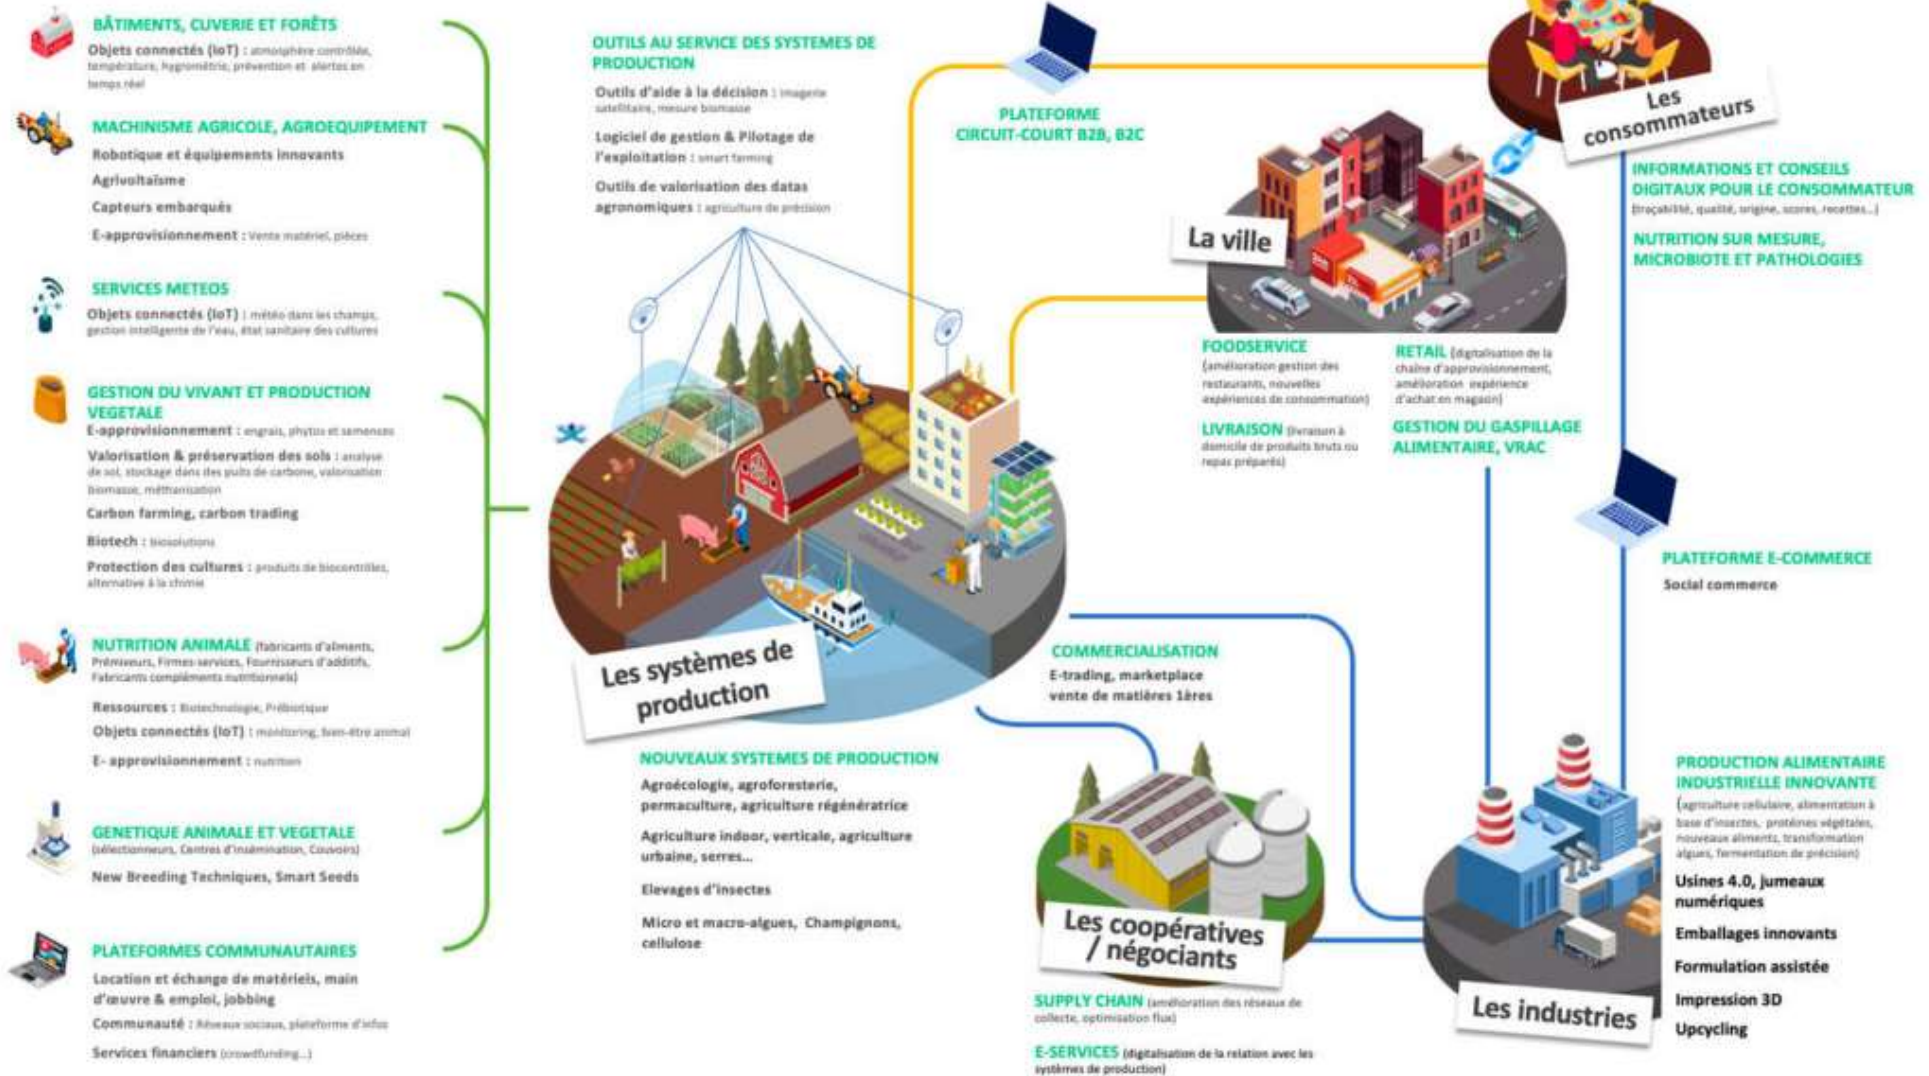 BÂTIMENTS, CUVERIE ET FORÊTS
Objets connectés (IoT) : atmosphère contrôlée,
température, hygrométrie, prévention et alertes en
temps réel
MACHINISME AGRICOLE, AGROEQUIPEMENT
Robotique et équipements innovants
Agrivoltaïsme
Capteurs embarqués
E-approvisionnement : Vente matériel, pièces
SERVICES METEOS
Objets connectés (IoT) : météo dans les champs,
gestion intelligente de l'eau, état sanitaire des cultures
GESTION DU VIVANT ET PRODUCTION
VEGETALE
E-approvisionnement : engrais, phytos et semences
Valorisation & préservation des sols : analyse
de sol, stockage dans des puits de carbone, valorisation
biomasse, méthanisation
Carbon farming, carbon trading
Biotech : biosolutions
Protection des cultures : produits de biocontrôles,
alternative à la chimie
NUTRITION ANIMALE (fabricants d'aliments,
Prémixeurs, Firmes-services, Fournisseurs d'additifs,
Fabricants compléments nutritionnels)
Ressources : Biotechnologie, Prébiotique
Objets connectés (IoT) : monitoring, bien-être animal
E- approvisionnement : nutrition
GENETIQUE ANIMALE ET VEGETALE
(sélectionneurs, Centres d'insémination, Couvoirs)
New Breeding Techniques, Smart Seeds
PLATEFORMES COMMUNAUTAIRES
Location et échange de matériels, main
d'œuvre & emploi, jobbing
Communauté : Réseaux sociaux, plateforme d'infos
Services financiers (crowdfunding...)
OUTILS AU SERVICE DES SYSTEMES DE
PRODUCTION
Outils d'aide à la décision : imagerie
satellitaire, mesure biomasse
Logiciel de gestion & Pilotage de
l'exploitation : smart farming
Outils de valorisation des datas
agronomiques : agriculture de précision
Les systèmes de
production
NOUVEAUX SYSTEMES DE PRODUCTION
Agroécologie, agroforesterie,
permaculture, agriculture régénératrice
Agriculture indoor, verticale, agriculture
urbaine, serres...
Elevages d'insectes
Micro et macro-algues, Champignons,
cellulose
PLATEFORME
CIRCUIT-COURT B2B, B2C
Les
consommateurs
INFORMATIONS ET CONSEILS
DIGITAUX POUR LE CONSOMMATEUR
(traçabilité, qualité, origine, scores, recettes...)
NUTRITION SUR MESURE,
MICROBIOTE ET PATHOLOGIES
La ville
FOODSERVICE
(amélioration gestion des
restaurants, nouvelles
expériences de consommation)
LIVRAISON (livraison à
domicile de produits bruts ou
repas préparés)
RETAIL (digitalisation de la
chaîne d'approvisionnement,
amélioration expérience
d'achat en magasin)
GESTION DU GASPILLAGE
ALIMENTAIRE, VRAC
PLATEFORME E-COMMERCE
Social commerce
COMMERCIALISATION
E-trading, marketplace
vente de matières 1ères
Les coopératives
/ négociants
SUPPLY CHAIN (amélioration des réseaux de
collecte, optimisation flux)
E-SERVICES (digitalisation de la relation avec les
systèmes de production)
Les industries
PRODUCTION ALIMENTAIRE
INDUSTRIELLE INNOVANTE
(agriculture cellulaire, alimentation à
base d'insectes, protéines végétales,
nouveaux aliments, transformation
algues, fermentation de précision)
Usines 4.0, jumeaux
numériques
Emballages innovants
Formulation assistée
Impression 3D
Upcycling